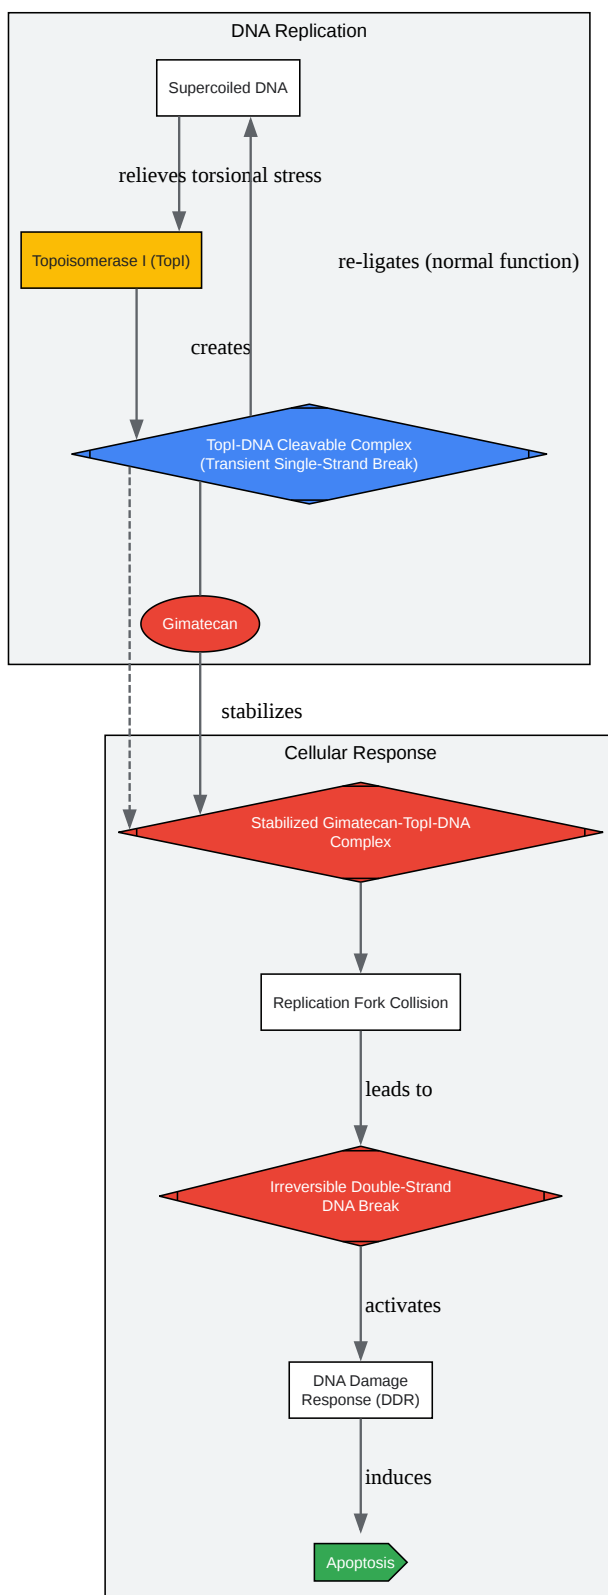 DNA Replication
Supercoiled DNA
relieves torsional stress
Topoisomerase I (TopI)
re-ligates (normal function)
creates
TopI-DNA Cleavable Complex
(Transient Single-Strand Break)
Gimatecan
stabilizes
Cellular Response
Stabilized Gimatecan-TopI-DNA
Complex
Replication Fork Collision
leads to
Irreversible Double-Strand
DNA Break
activates
DNA Damage
Response (DDR)
induces
Apoptosis